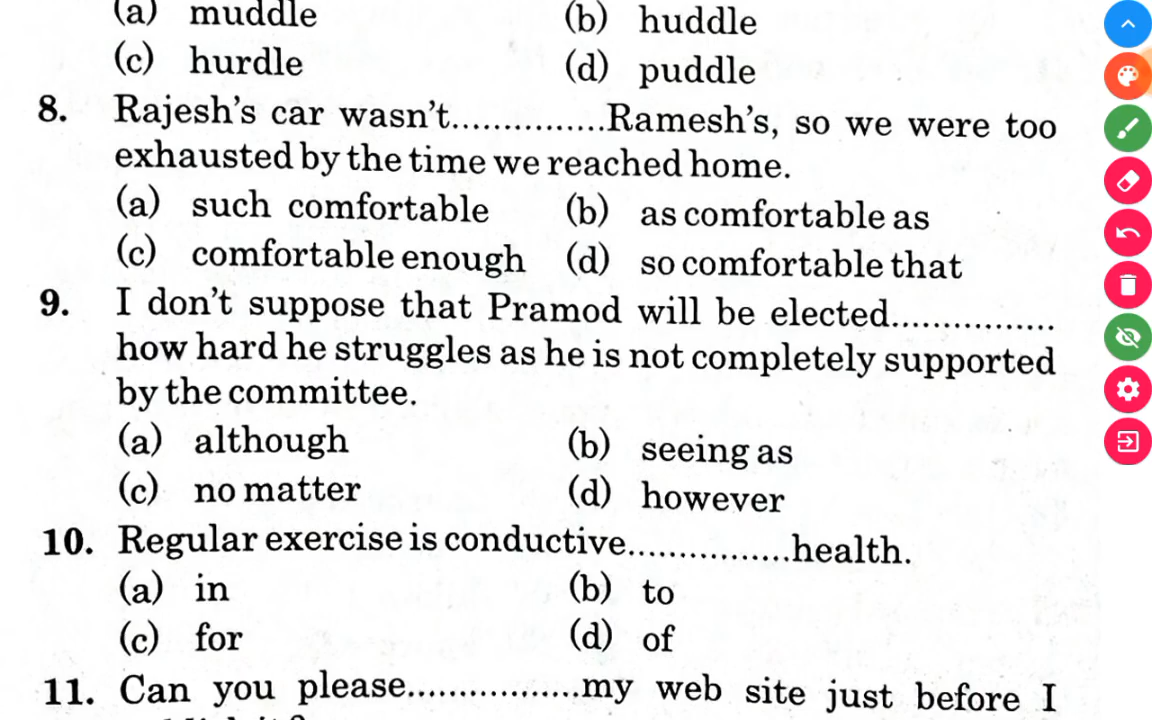 (a) muddle (b) huddle
(c) hurdle (d) puddle
8. Rajesh's car wasn't...............Ramesh's, so we were too
exhausted by the time we reached home.
(a) such comfortable (b) as comfortable as
(c) comfortable enough (d) so comfortable that
9. I don't suppose that Pramod will be elected................
how hard he struggles as he is not completely supported
by the committee.
(a) although (b) seeing as
(c) no matter (d) however
10. Regular exercise is conductive................health.
(a) in (b) to
(c) for (d) of
11. Can you please.................my web site just before I